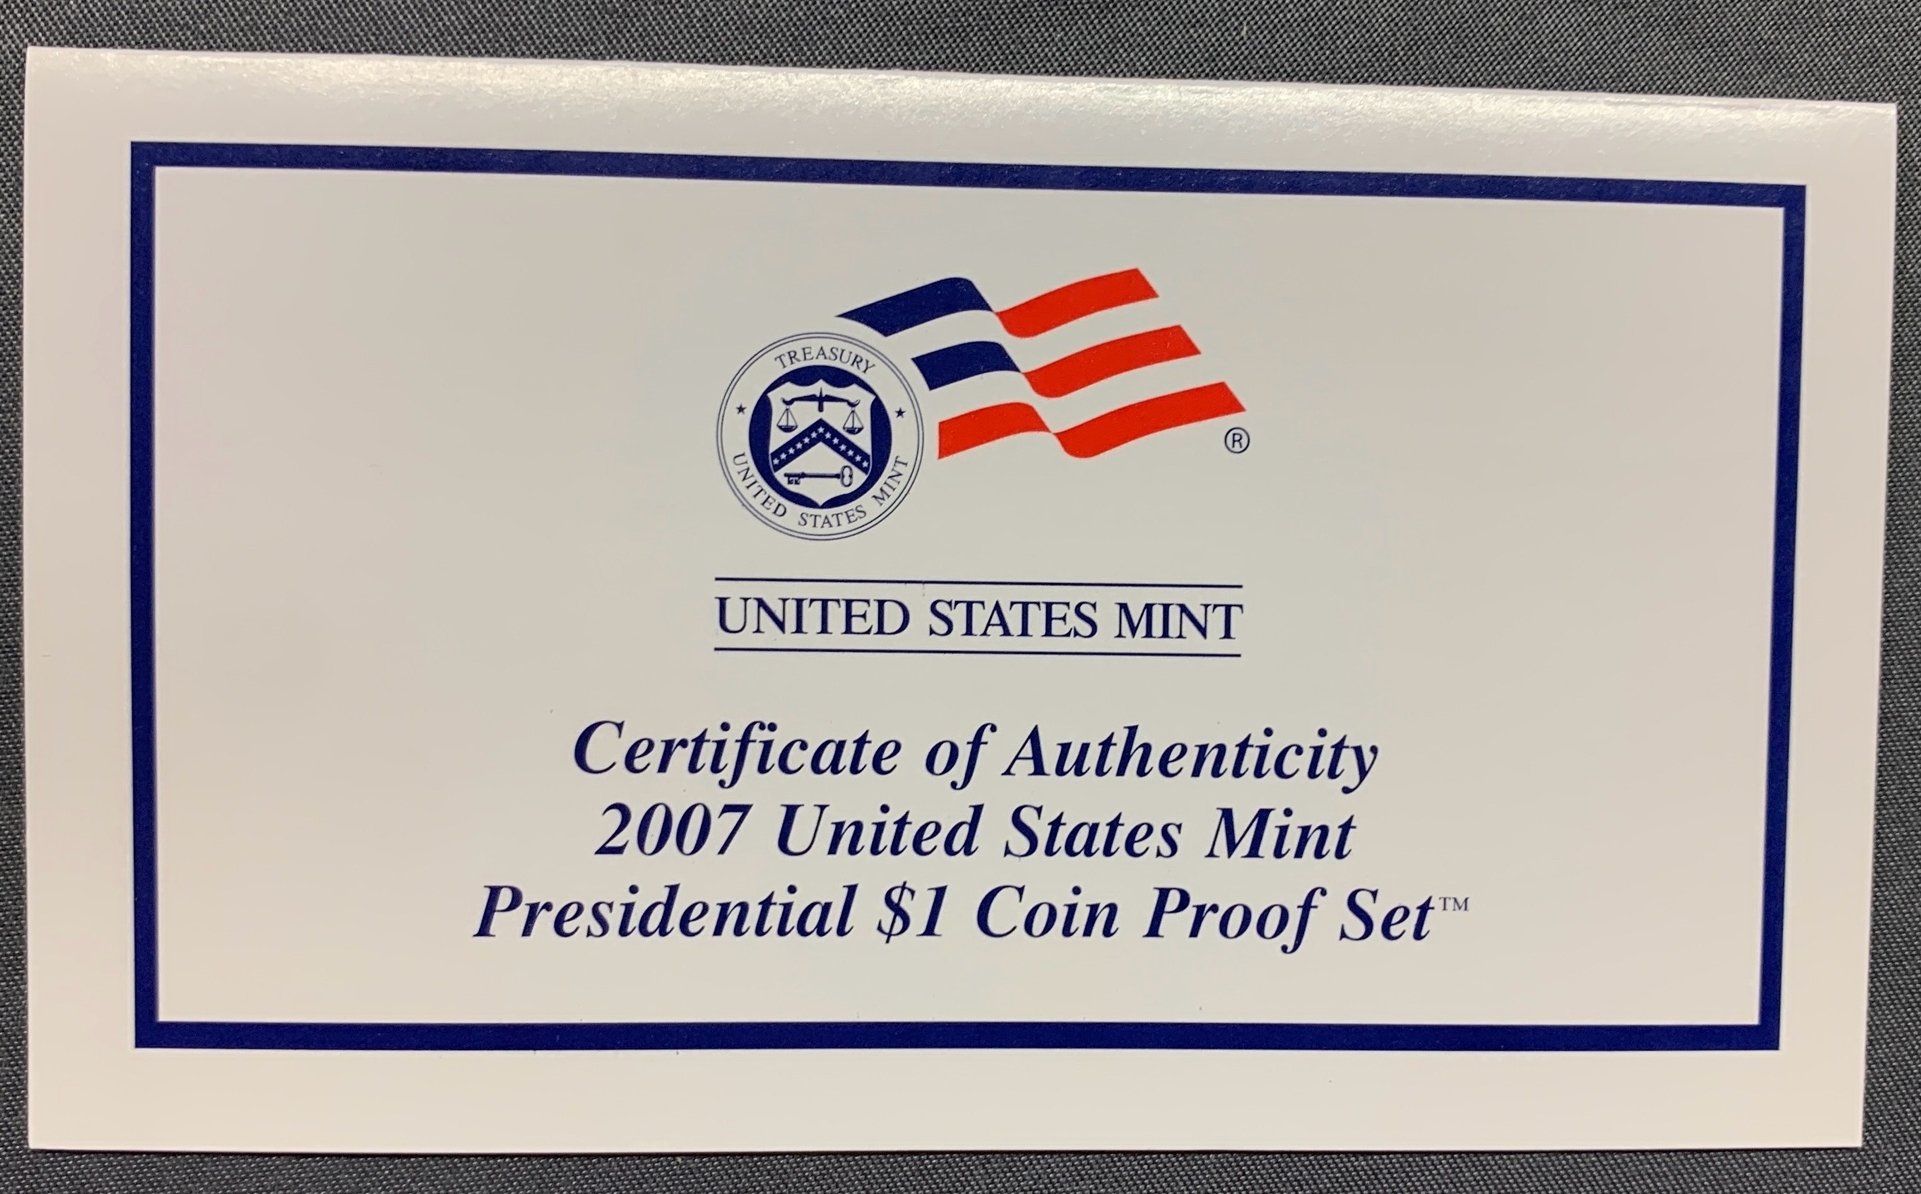 TREASURY
UNITED STATES MINT
®
UNITED STATES MINT
Certificate of Authenticity
2007 United States Mint
Presidential $1 Coin Proof Set™